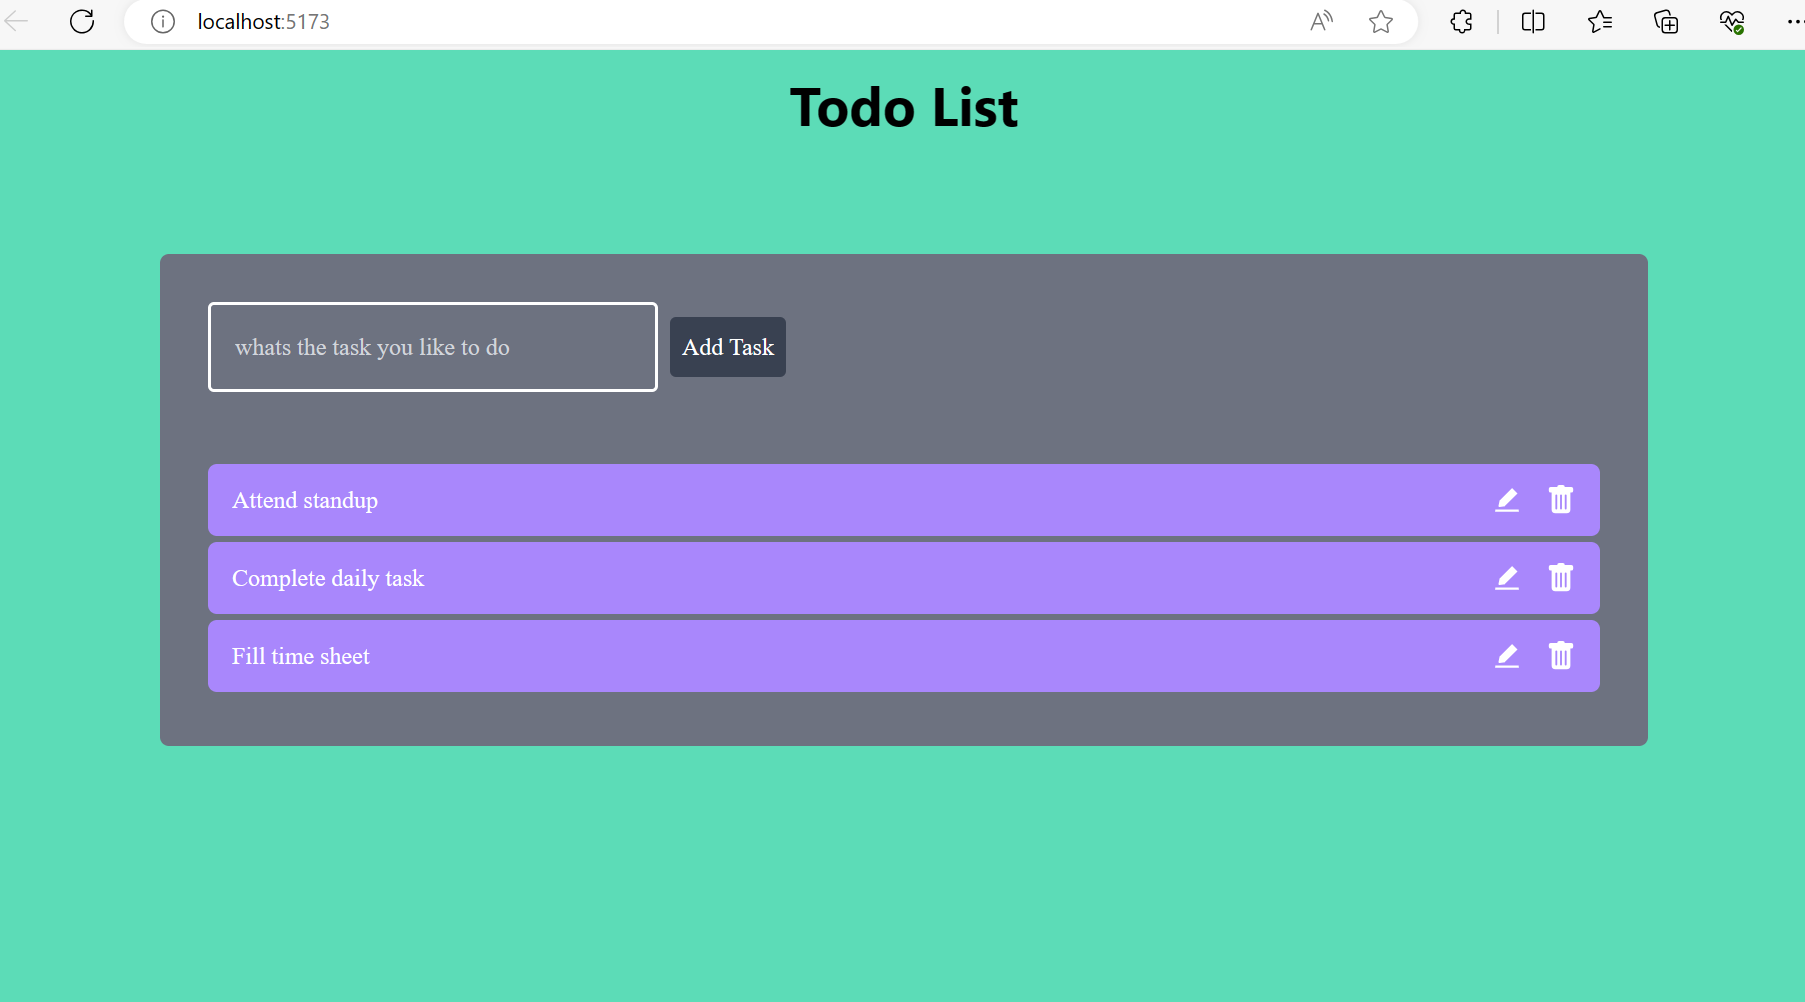 localhost:5173
Todo List
whats the task you like to do
Add Task
Attend standup
Complete daily task
Fill time sheet